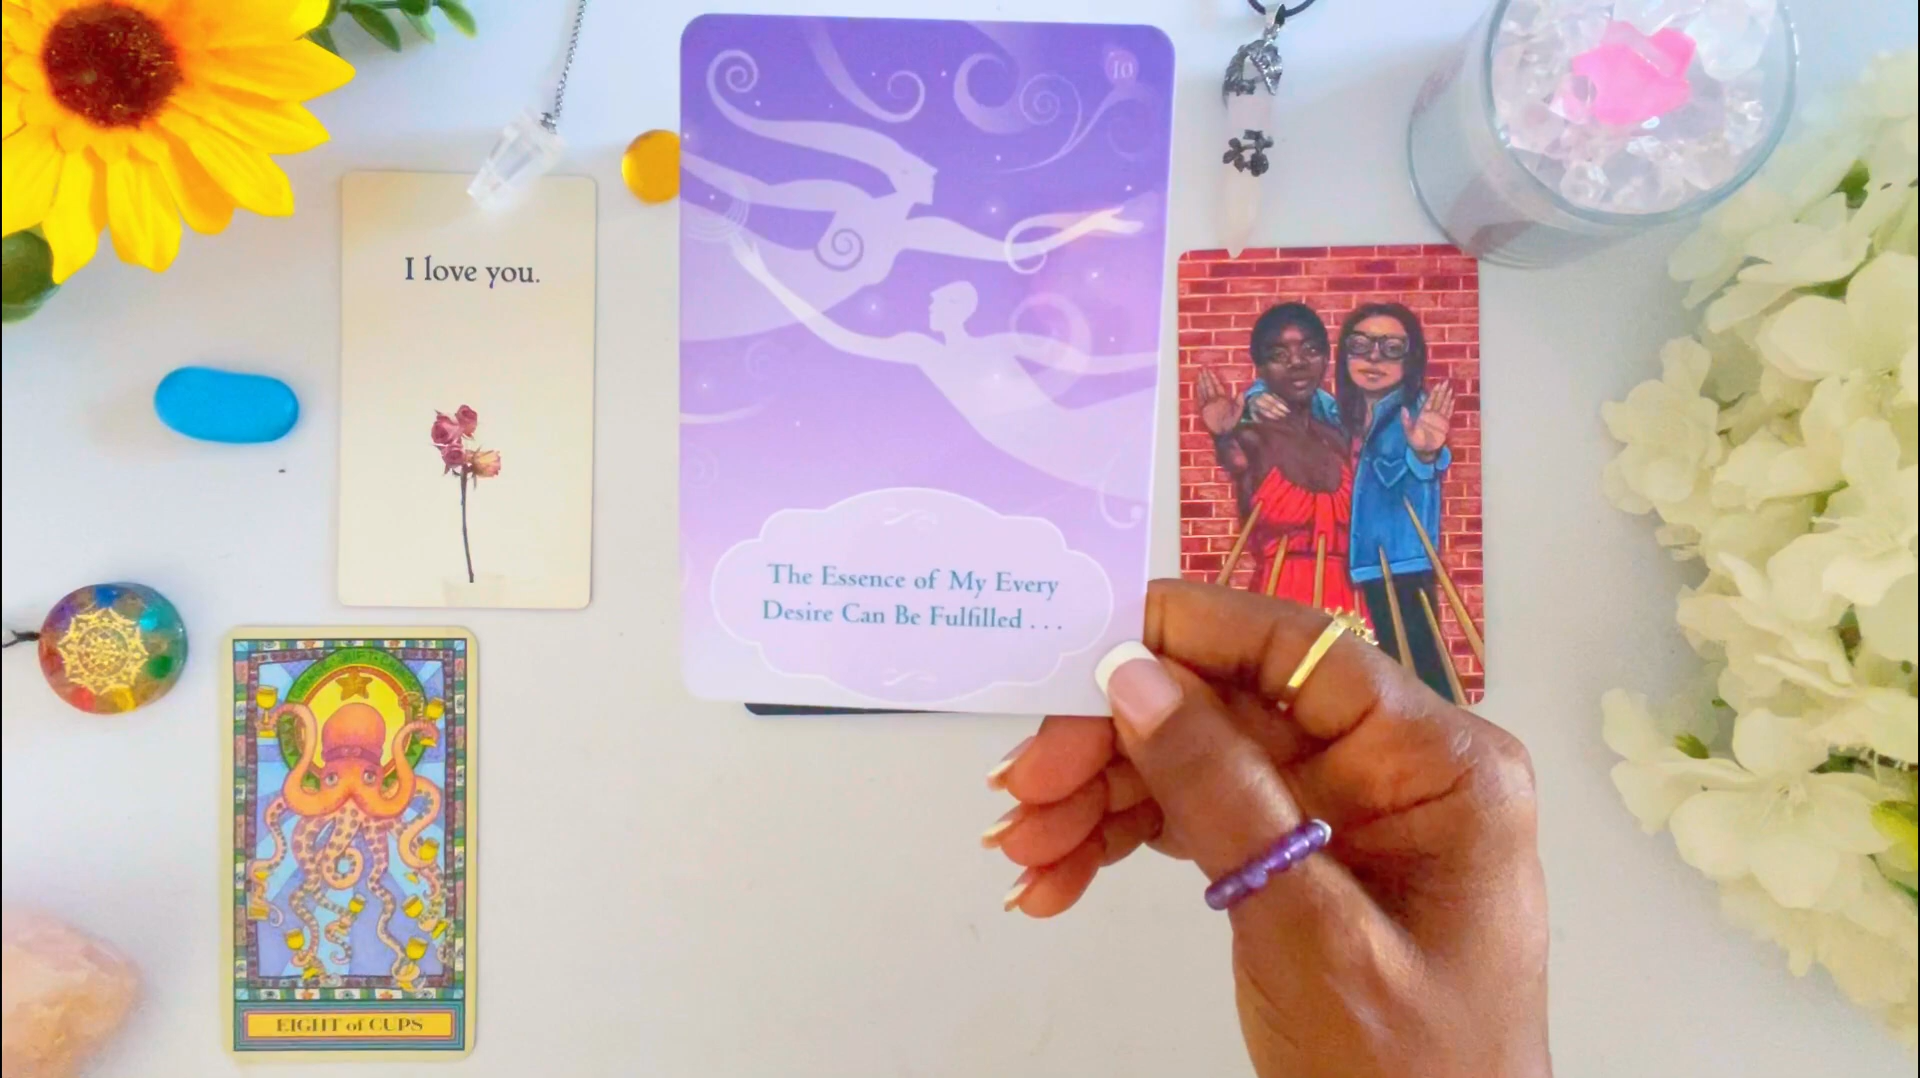 I love you.
10
The Essence of My Every
Desire Can Be Fulfilled . . .
EIGHT of CUPS